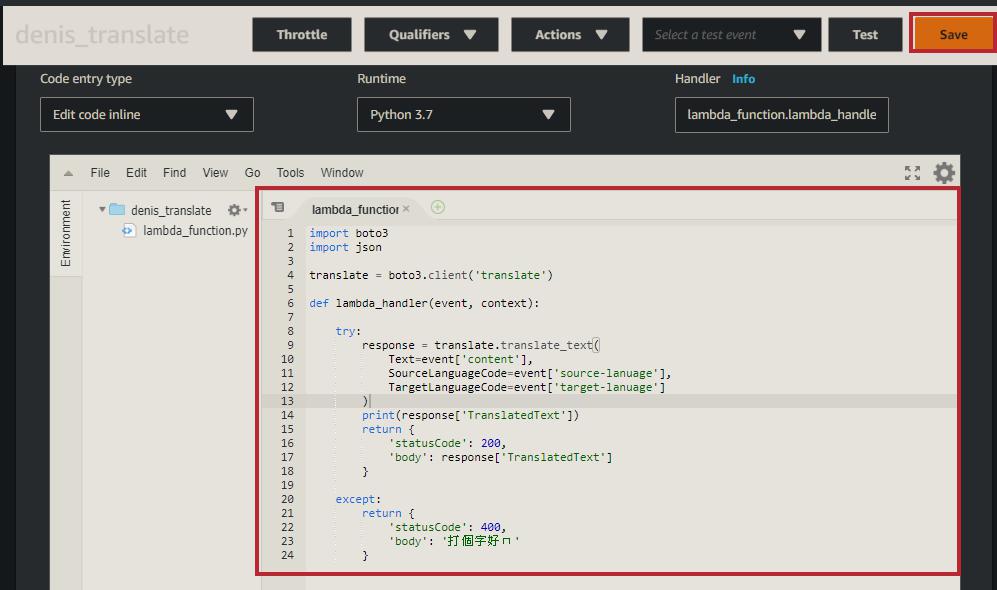 denis_translate
Throttle
Qualifiers
Actions
Select a test event
Test
Save
Code entry type
Runtime
Handler Info
Edit code inline
Python 3.7
lambda_function.lambda_handle
File Edit Find View Go Tools Window
Environment
denis_translate
lambda_function.py
lambda_function
1 import boto3
2 import json
3
4 translate = boto3.client('translate')
5
6 def lambda_handler(event, context):
7
8 try:
9 response = translate.translate_text(
10 Text=event['content'],
11 SourceLanguageCode=event['source-lanuage'],
12 TargetLanguageCode=event['target-lanuage']
13 )
14 print(response['TranslatedText'])
15 return {
16 'statusCode': 200,
17 'body': response['TranslatedText']
18 }
19
20 except:
21 return {
22 'statusCode': 400,
23 'body': '打個字好ㄇ'
24 }